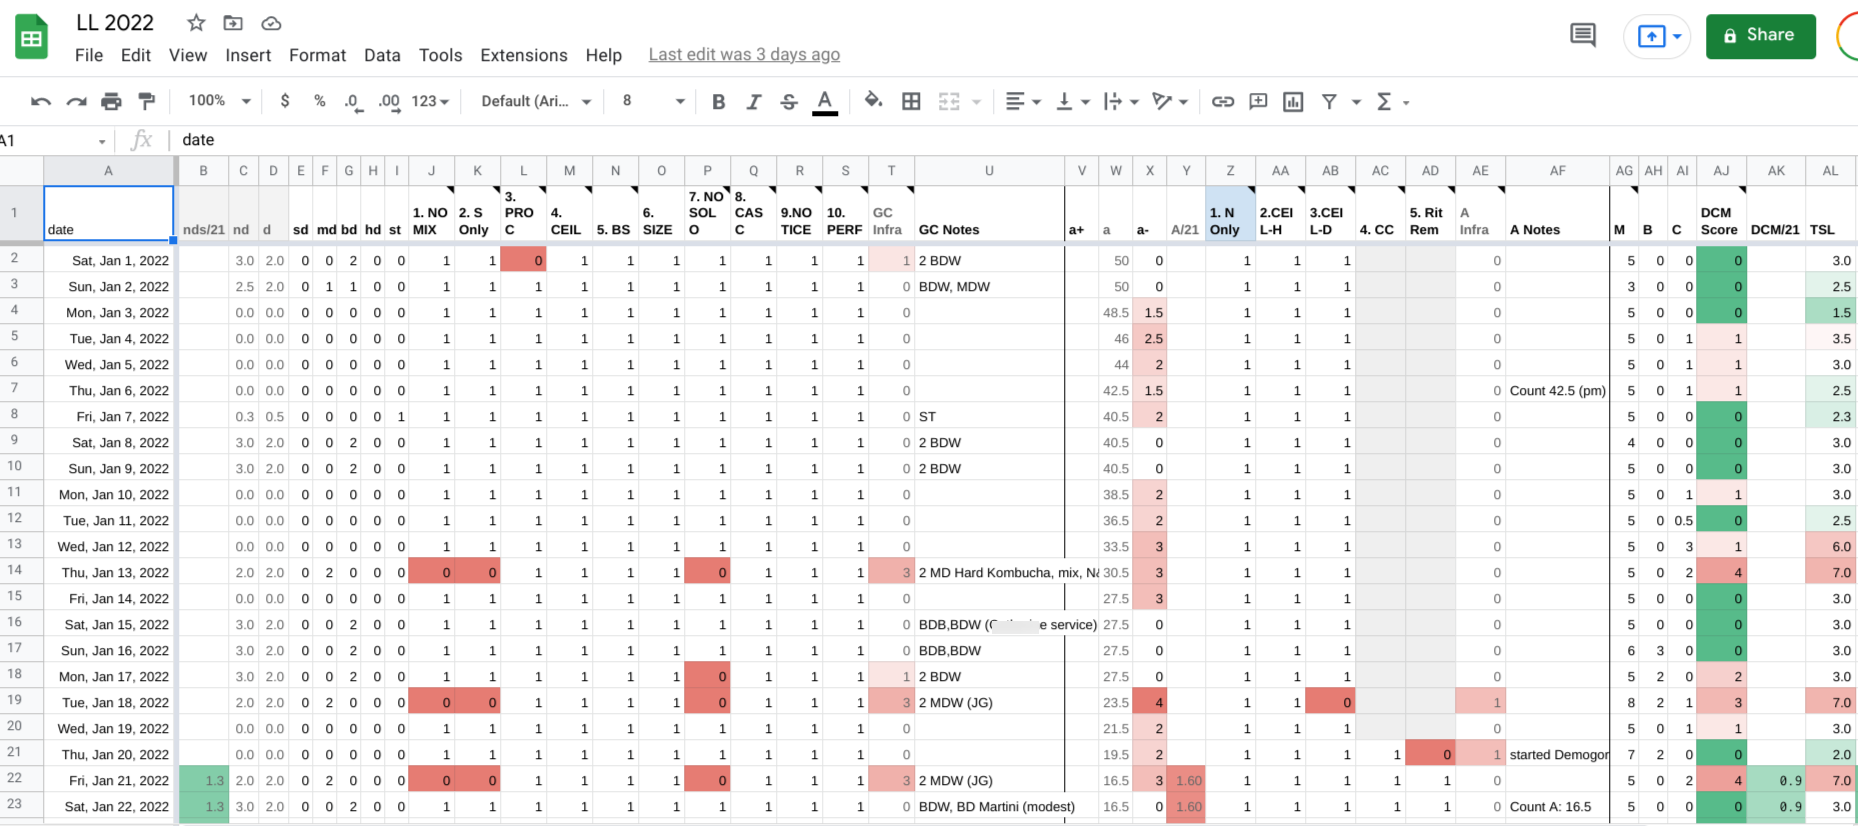 LL 2022
File Edit View Insert Format Data Tools Extensions Help Last edit was 3 days ago
Share
100% $ % .0 .00 123 Default (Ari... 8 B I S A Σ
A1 fx date
A B C D E F G H I J K L M N O P Q R S T U V W X Y Z AA AB AC AD AE AF AG AH AI AJ AK AL
1 date nds/21 nd d sd md bd hd st 1. NO MIX 2. S Only 3. PRO C 4. CEIL 5. BS 6. SIZE 7. NO SOL O 8. CAS C 9.NO TICE 10. PERF GC Infra GC Notes a+ a a- A/21 1. N Only 2.CEI L-H 3.CEI L-D 4. CC 5. Rit Rem A Infra A Notes M B C DCM Score DCM/21 TSL
2 Sat, Jan 1, 2022 3.0 2.0 0 0 2 0 0 1 1 0 1 1 1 1 1 1 1 1 2 BDW 50 0 1 1 1 0 5 0 0 0 3.0
3 Sun, Jan 2, 2022 2.5 2.0 0 1 1 0 0 1 1 1 1 1 1 1 1 1 1 0 BDW, MDW 50 0 1 1 1 0 3 0 0 0 2.5
4 Mon, Jan 3, 2022 0.0 0.0 0 0 0 0 0 1 1 1 1 1 1 1 1 1 1 0 48.5 1.5 1 1 1 0 5 0 0 0 1.5
5 Tue, Jan 4, 2022 0.0 0.0 0 0 0 0 0 1 1 1 1 1 1 1 1 1 1 0 46 2.5 1 1 1 0 5 0 1 1 3.5
6 Wed, Jan 5, 2022 0.0 0.0 0 0 0 0 0 1 1 1 1 1 1 1 1 1 1 0 44 2 1 1 1 0 5 0 1 1 3.0
7 Thu, Jan 6, 2022 0.0 0.0 0 0 0 0 0 1 1 1 1 1 1 1 1 1 1 0 42.5 1.5 1 1 1 0 Count 42.5 (pm) 5 0 1 1 2.5
8 Fri, Jan 7, 2022 0.3 0.5 0 0 0 0 1 1 1 1 1 1 1 1 1 1 1 0 ST 40.5 2 1 1 1 0 5 0 0 0 2.3
9 Sat, Jan 8, 2022 3.0 2.0 0 0 2 0 0 1 1 1 1 1 1 1 1 1 1 0 2 BDW 40.5 0 1 1 1 0 4 0 0 0 3.0
10 Sun, Jan 9, 2022 3.0 2.0 0 0 2 0 0 1 1 1 1 1 1 1 1 1 1 0 2 BDW 40.5 0 1 1 1 0 5 0 0 0 3.0
11 Mon, Jan 10, 2022 0.0 0.0 0 0 0 0 0 1 1 1 1 1 1 1 1 1 1 0 38.5 2 1 1 1 0 5 0 1 1 3.0
12 Tue, Jan 11, 2022 0.0 0.0 0 0 0 0 0 1 1 1 1 1 1 1 1 1 1 0 36.5 2 1 1 1 0 5 0 0.5 0 2.5
13 Wed, Jan 12, 2022 0.0 0.0 0 0 0 0 0 1 1 1 1 1 1 1 1 1 1 0 33.5 3 1 1 1 0 5 0 3 1 6.0
14 Thu, Jan 13, 2022 2.0 2.0 0 2 0 0 0 0 0 1 1 1 1 0 1 1 1 3 2 MD Hard Kombucha, mix, N& 30.5 3 1 1 1 0 5 0 2 4 7.0
15 Fri, Jan 14, 2022 0.0 0.0 0 0 0 0 0 1 1 1 1 1 1 1 1 1 1 0 27.5 3 1 1 1 0 5 0 0 0 3.0
16 Sat, Jan 15, 2022 3.0 2.0 0 0 2 0 0 1 1 1 1 1 1 1 1 1 1 0 BDB,BDW ( service) 27.5 0 1 1 1 0 5 0 0 0 3.0
17 Sun, Jan 16, 2022 3.0 2.0 0 0 2 0 0 1 1 1 1 1 1 1 1 1 1 0 BDB,BDW 27.5 0 1 1 1 0 6 3 0 0 3.0
18 Mon, Jan 17, 2022 3.0 2.0 0 0 2 0 0 1 1 1 1 1 1 0 1 1 1 1 2 BDW 27.5 0 1 1 1 0 5 2 0 2 3.0
19 Tue, Jan 18, 2022 2.0 2.0 0 2 0 0 0 0 0 1 1 1 1 0 1 1 1 3 2 MDW (JG) 23.5 4 1 1 0 1 8 2 1 3 7.0
20 Wed, Jan 19, 2022 0.0 0.0 0 0 0 0 0 1 1 1 1 1 1 1 1 1 1 0 21.5 2 1 1 1 0 5 0 1 1 3.0
21 Thu, Jan 20, 2022 0.0 0.0 0 0 0 0 0 1 1 1 1 1 1 1 1 1 1 0 19.5 2 1 1 1 1 0 1 started Demogor 7 2 0 0 2.0
22 Fri, Jan 21, 2022 1.3 2.0 2.0 0 2 0 0 0 0 0 1 1 1 1 0 1 1 1 3 2 MDW (JG) 16.5 3 1.60 1 1 1 1 1 0 5 0 2 4 0.9 7.0
23 Sat, Jan 22, 2022 1.3 3.0 2.0 0 0 2 0 0 1 1 1 1 1 1 1 1 1 1 0 BDW, BD Martini (modest) 16.5 0 1.60 1 1 1 1 1 0 Count A: 16.5 5 0 0 0 0.9 3.0